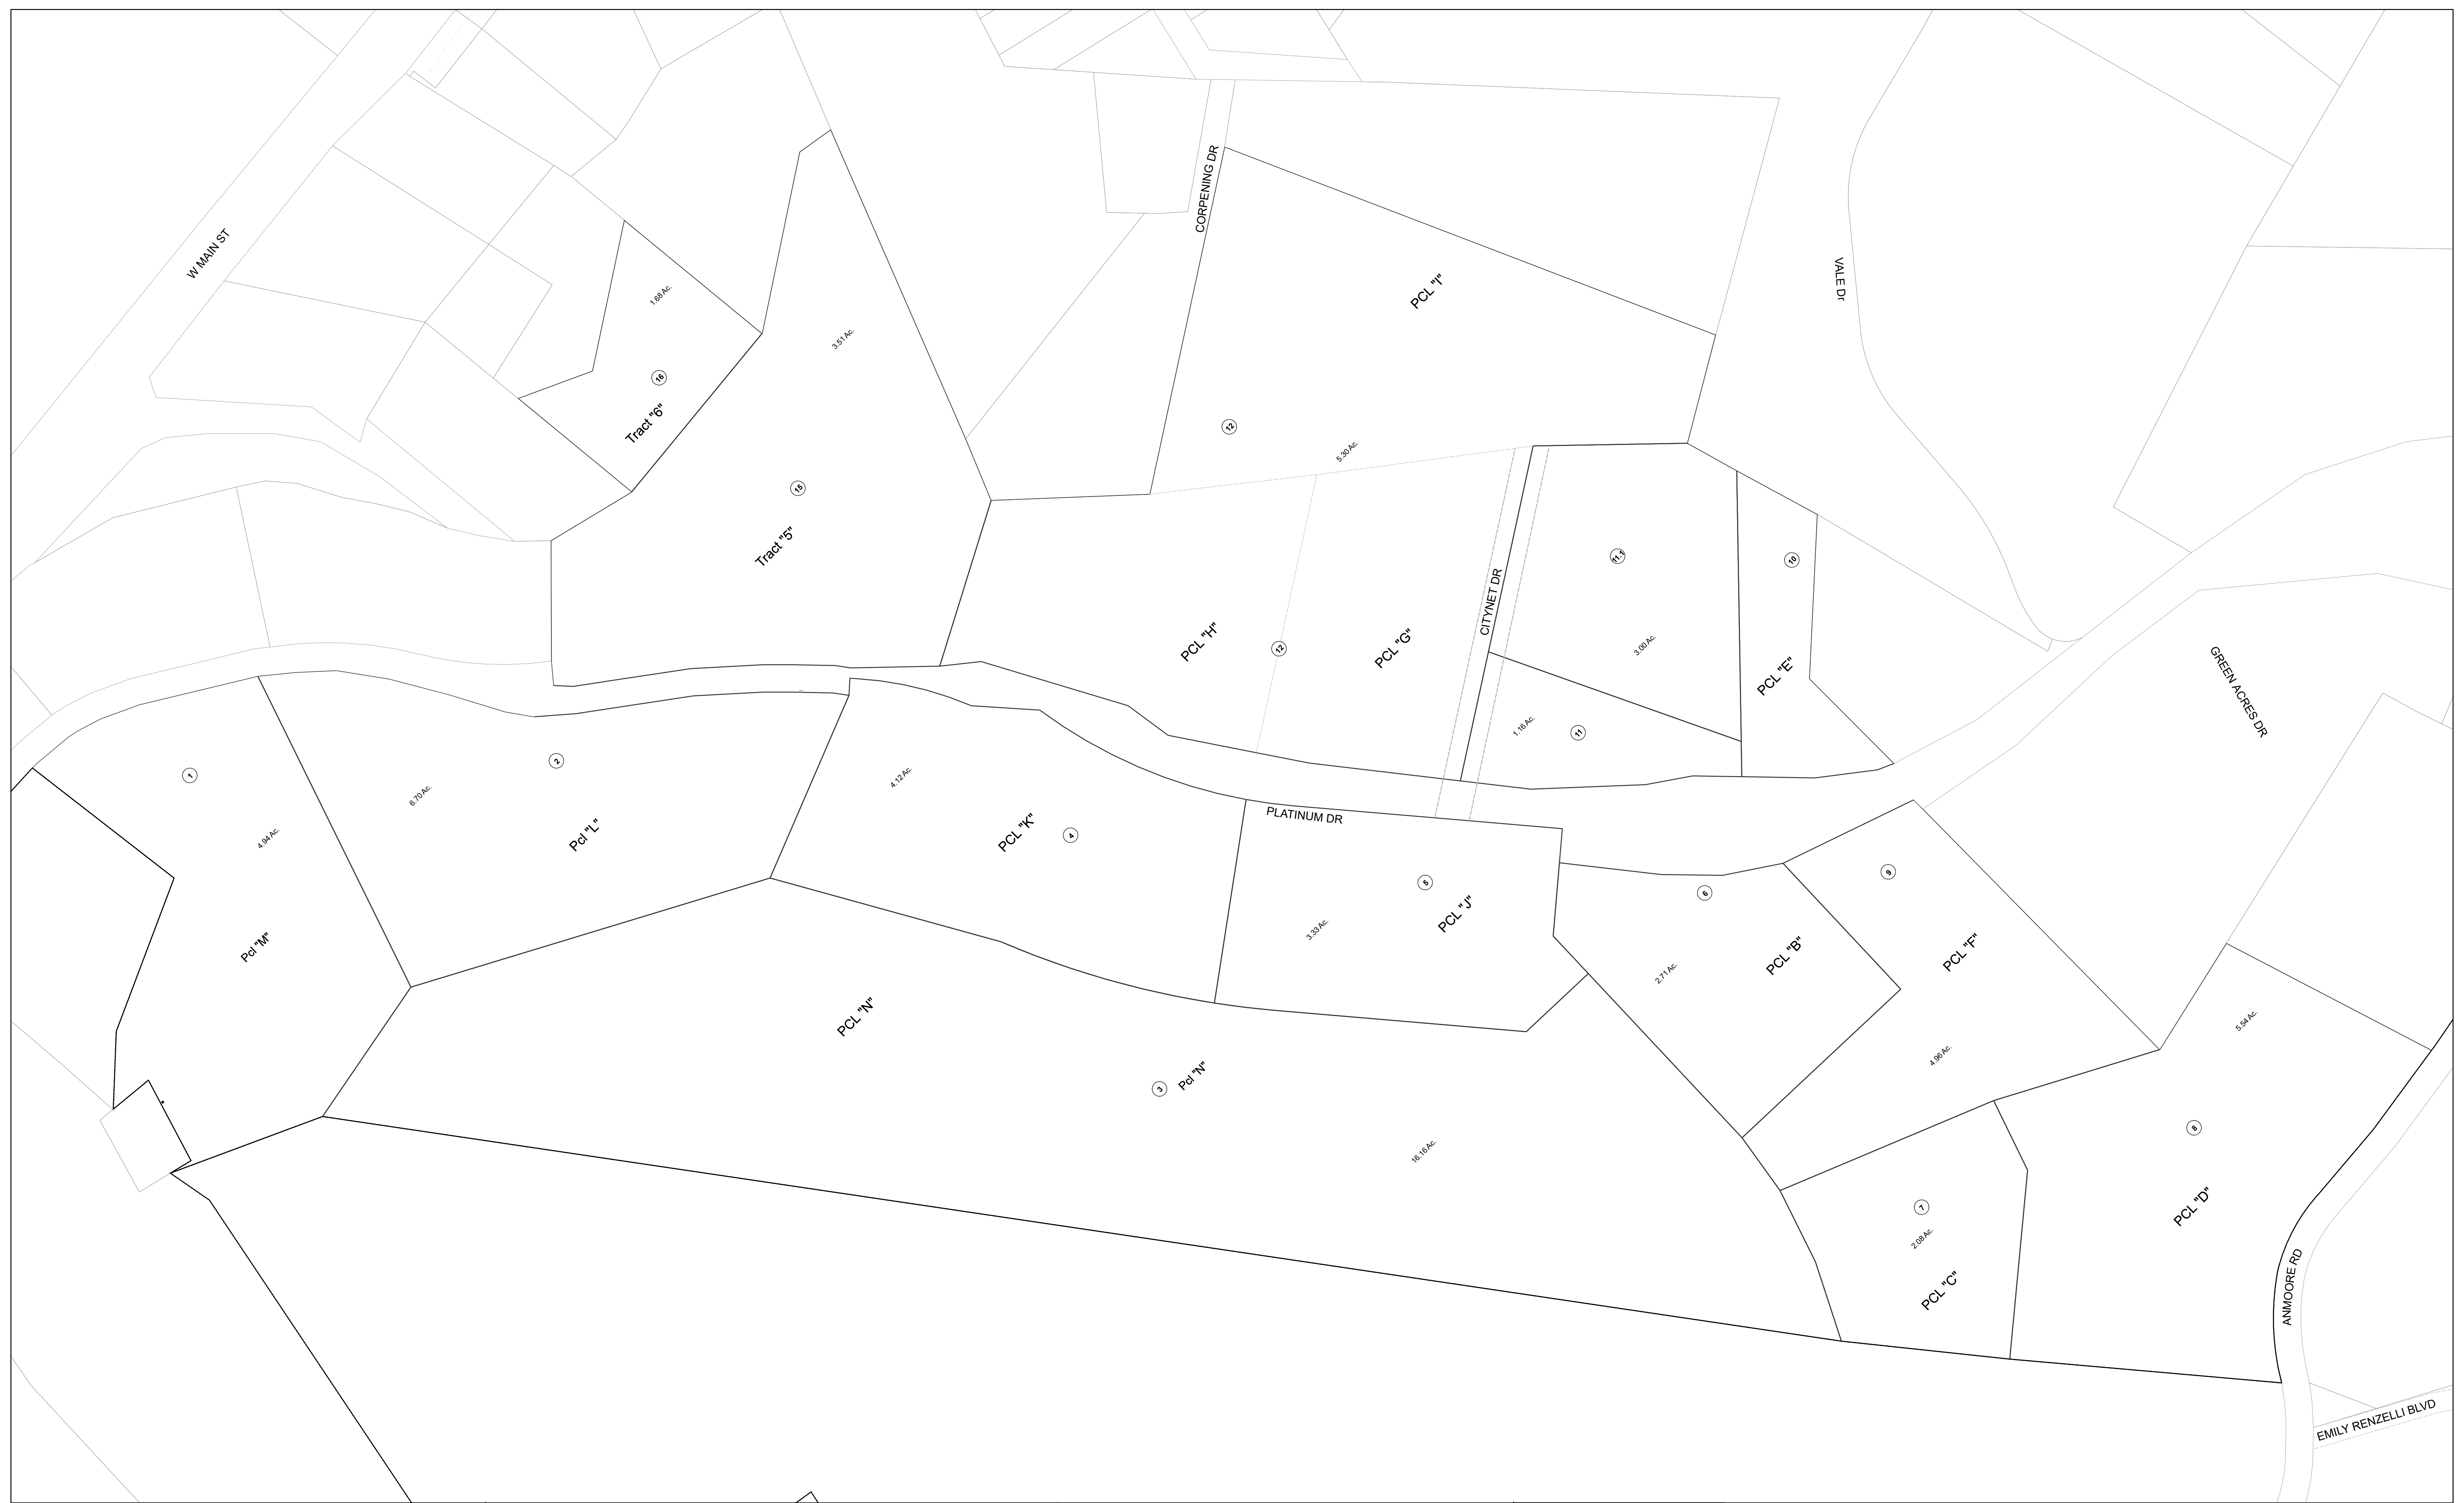 CORPENING DR
W MAIN ST
VALE Dr
PCL "I"
1.68 Ac.
3.51 Ac.
16
Tract "6"
12
5.30 Ac.
15
Tract "5"
11.1
10
CITYNET DR
PCL "H"
12
PCL "G"
3.00 Ac.
PCL "E"
GREEN ACRES DR
1.16 Ac.
11
1
2
4.12 Ac.
6.70 Ac.
PLATINUM DR
4.94 Ac.
Pcl "L"
PCL "K"
4
5
9
6
3.33 Ac.
PCL "J"
Pcl "M"
2.71 Ac.
PCL "B"
PCL "F"
PCL "N"
5.54 Ac.
4.96 Ac.
3
Pcl "N"
8
16.16 Ac.
7
PCL "D"
2.08 Ac.
PCL "C"
ANMOORE RD
EMILY RENZELLI BLVD